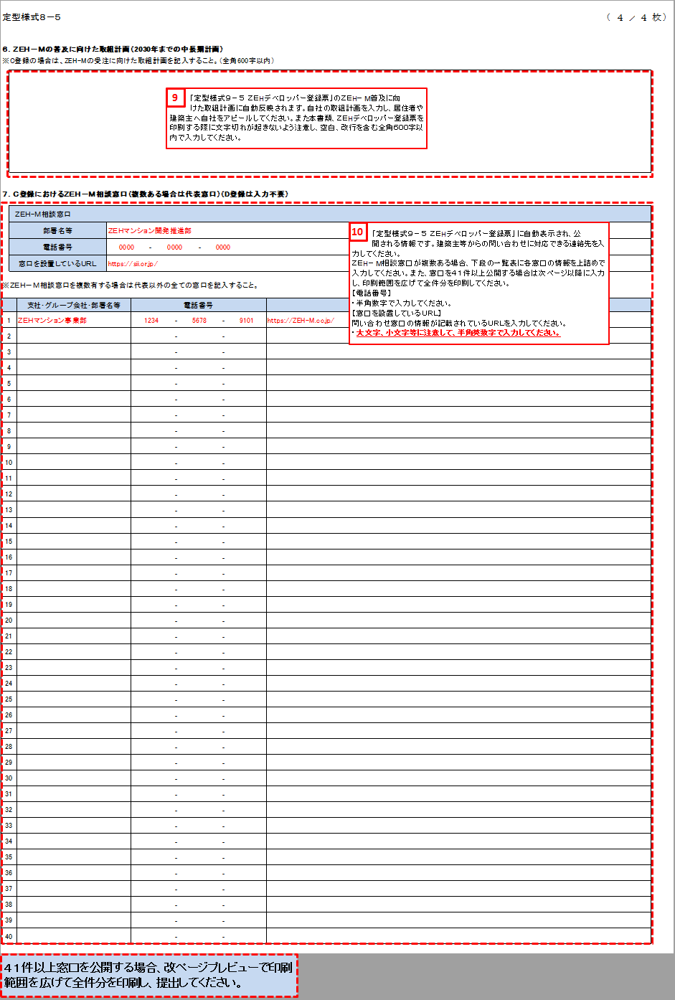 定型様式８－５
（ 4 ／ 4 枚）
６．ＺＥＨ－Ｍの普及に向けた取組計画（2030年までの中長期計画）
※C登録の場合は、ZEH-Mの受注に向けた取組計画を記入すること。（全角600字以内）
9
「定型様式９－５ ZEHデベロッパー登録票」のZEH－M普及に向
けた取組計画に自動反映されます。自社の取組計画を入力し、居住者や
建築主へ自社をアピールしてください。また本書類、ZEHデベロッパー登録票を
印刷する際に文字切れが起きないよう注意し、空白、改行を含む全角600字以
内で入力してください。
７．Ｃ登録におけるＺＥＨ－Ｍ相談窓口（複数ある場合は代表窓口）（Ｄ登録は入力不要）
ZEH-M相談窓口
部署名等 ZEHマンション開発推進部
電話番号 0000 - 0000 - 0000
窓口を設置しているURL https://sii.or.jp/
10
「定型様式９－５ ZEHデベロッパー登録票」に自動表示され、公
開される情報です。建築主等からの問い合わせに対応できる連絡先を入
力してください。
ZEH－M相談窓口が複数ある場合、下段の一覧表に各窓口の情報を上詰めで
入力してください。また、窓口を４１件以上公開する場合は次ページ以降に入力
し、印刷範囲を広げて全件分を印刷してください。
【電話番号】
・半角数字で入力してください。
【窓口を設置しているURL】
問い合わせ窓口の情報が記載されているURLを入力してください。
・大文字、小文字等に注意して、半角英数字で入力してください。
※ZEH－M相談窓口を複数有する場合は代表以外の全ての窓口を記入すること。
支社・グループ会社・部署名等 電話番号
1 ZEHマンション事業部 1234 - 5678 - 9101 https://ZEH-M.co.jp/
2 - -
3 - -
4 - -
5 - -
6 - -
7 - -
8 - -
9 - -
10 - -
11 - -
12 - -
13 - -
14 - -
15 - -
16 - -
17 - -
18 - -
19 - -
20 - -
21 - -
22 - -
23 - -
24 - -
25 - -
26 - -
27 - -
28 - -
29 - -
30 - -
31 - -
32 - -
33 - -
34 - -
35 - -
36 - -
37 - -
38 - -
39 - -
40 - -
４１件以上窓口を公開する場合、改ページプレビューで印刷
範囲を広げて全件分を印刷し、提出してください。